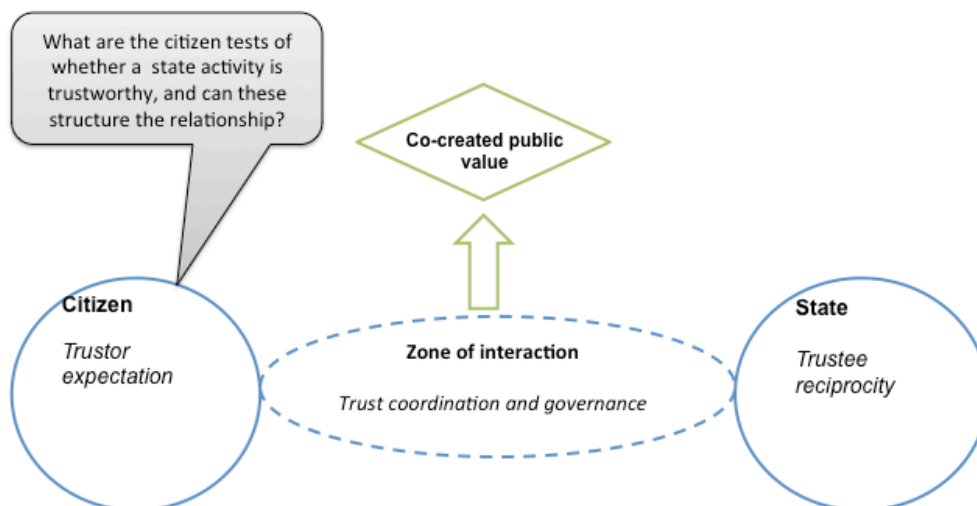 What are the citizen tests of
whether a state activity is
trustworthy, and can these
structure the relationship?
Co-created public
value
Citizen
Trustor
expectation
Zone of interaction
Trust coordination and governance
State
Trustee
reciprocity